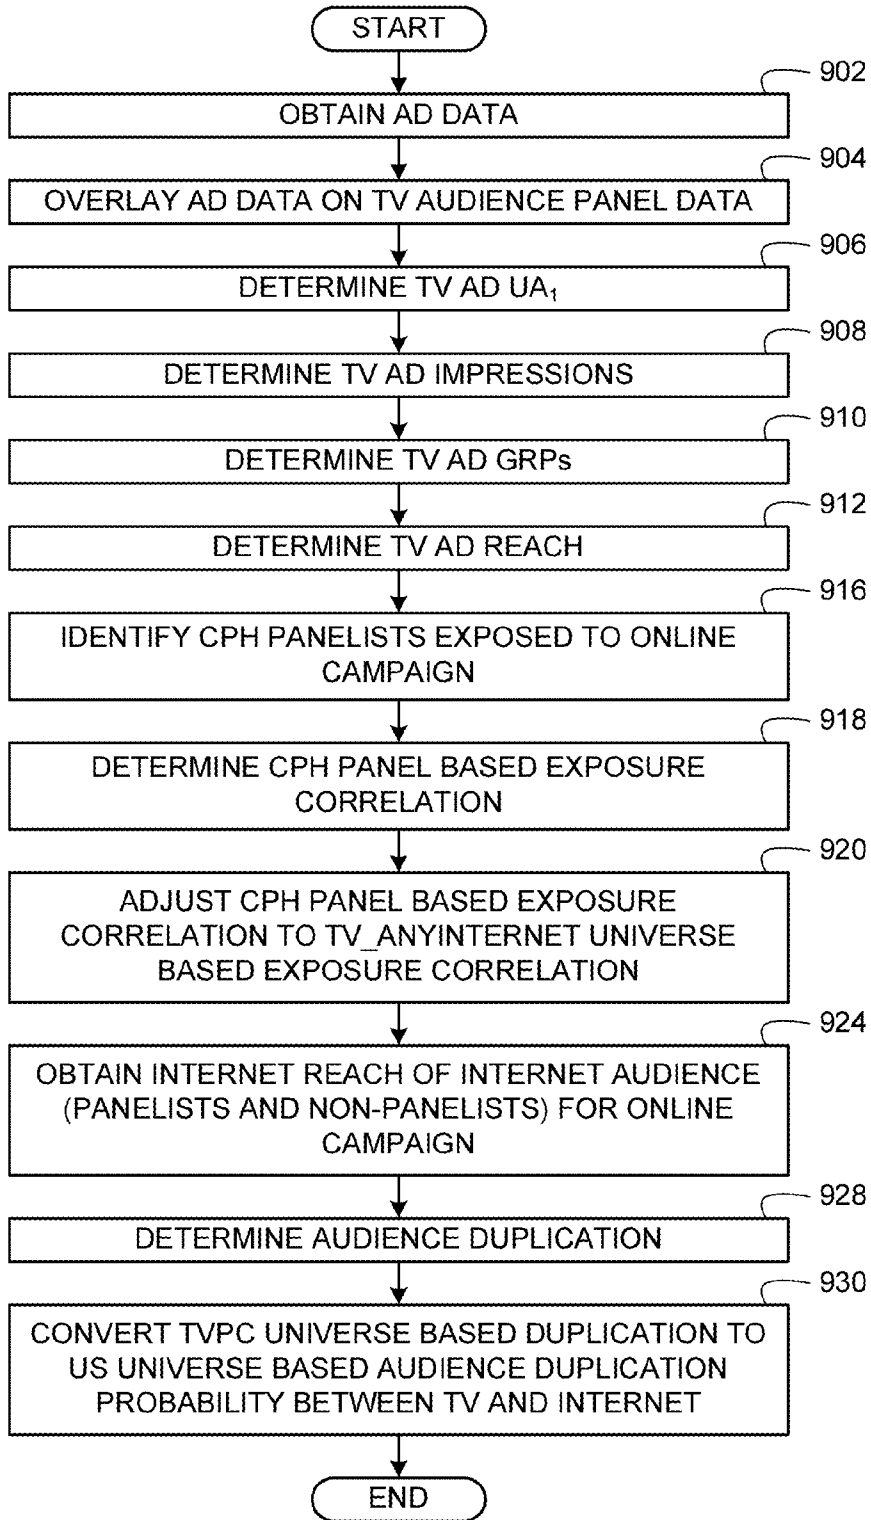 START
902
OBTAIN AD DATA
904
OVERLAY AD DATA ON TV AUDIENCE PANEL DATA
906
DETERMINE TV AD UA₁
908
DETERMINE TV AD IMPRESSIONS
910
DETERMINE TV AD GRPs
912
DETERMINE TV AD REACH
916
IDENTIFY CPH PANELISTS EXPOSED TO ONLINE
CAMPAIGN
918
DETERMINE CPH PANEL BASED EXPOSURE
CORRELATION
920
ADJUST CPH PANEL BASED EXPOSURE
CORRELATION TO TV_ANYINTERNET UNIVERSE
BASED EXPOSURE CORRELATION
924
OBTAIN INTERNET REACH OF INTERNET AUDIENCE
(PANELISTS AND NON-PANELISTS) FOR ONLINE
CAMPAIGN
928
DETERMINE AUDIENCE DUPLICATION
930
CONVERT TVPC UNIVERSE BASED DUPLICATION TO
US UNIVERSE BASED AUDIENCE DUPLICATION
PROBABILITY BETWEEN TV AND INTERNET
END